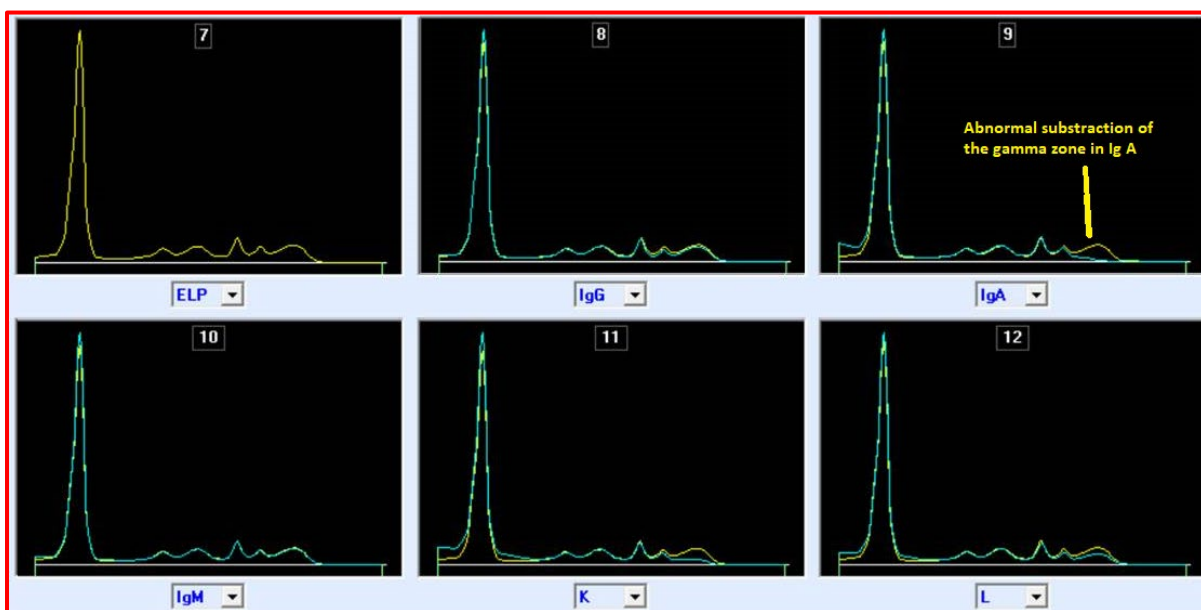 7
8
9
Abnormal substraction of
the gamma zone in Ig A
ELP
IgG
IgA
10
11
12
IgM
K
L